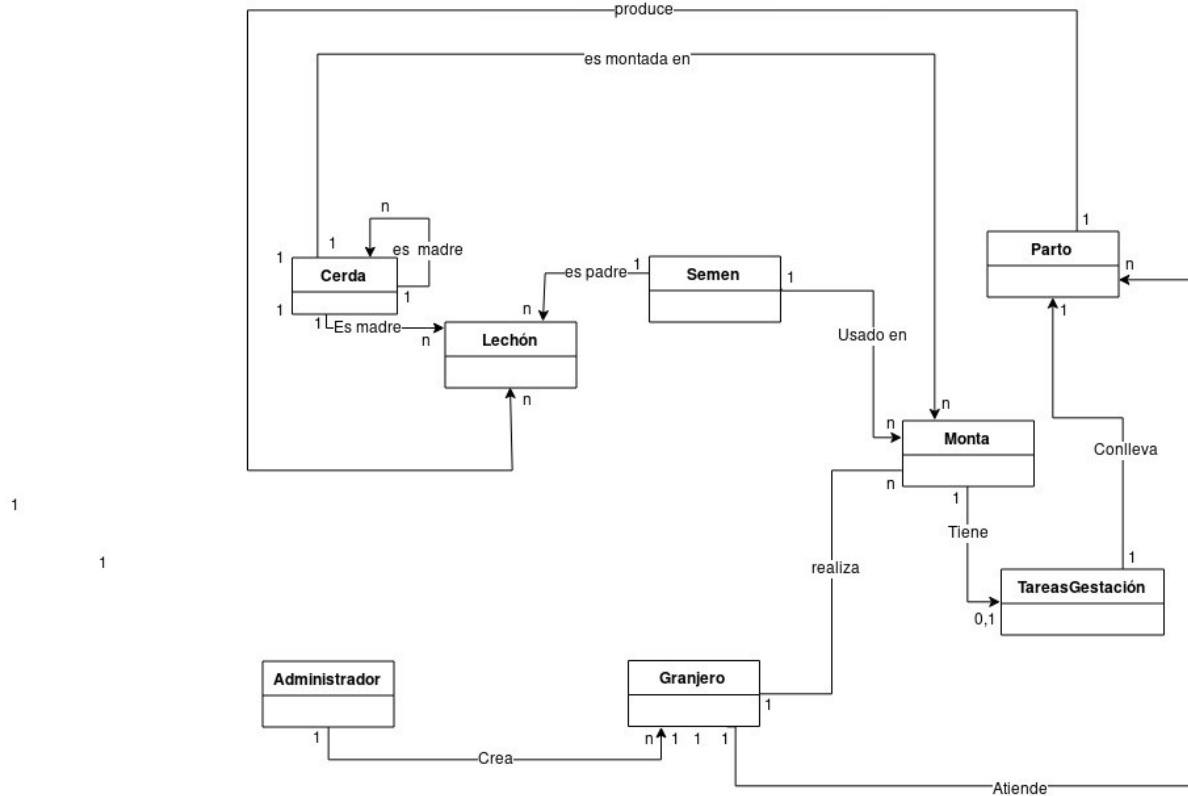 produce
es montada en
n
1
1
es  madre
1
Cerda
1
1
1
Es madre
n
es padre
1
n
Semen
1
Lechón
n
Usado en
1
Parto
n
1
n
n
Monta
n
1
Conlleva
1
1
Tiene
realiza
1
TareasGestación
0,1
Administrador
Granjero
1
1
n
1
1
1
Crea
Atiende